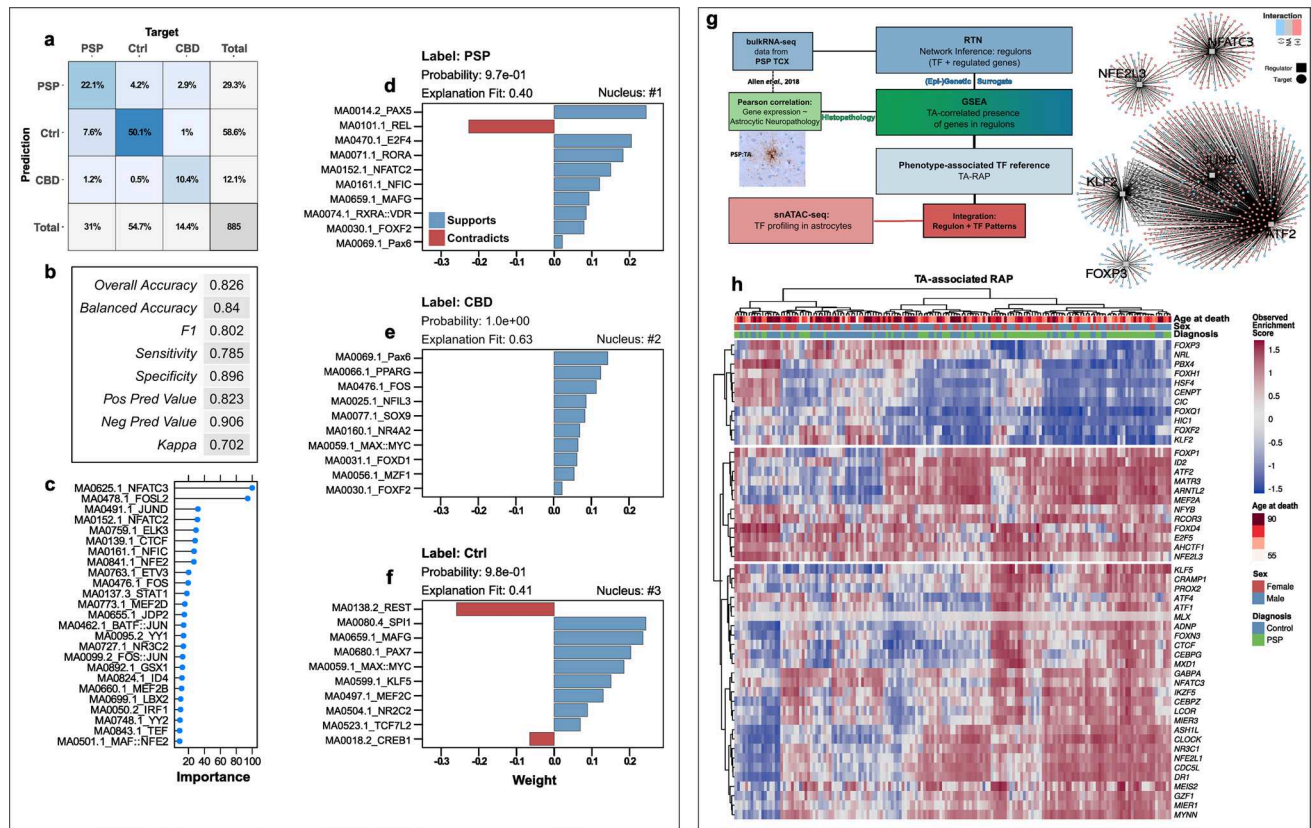 a
Target
PSP Ctrl CBD Total
Prediction
PSP 22.1% 4.2% 2.9% 29.3%
Ctrl 7.6% 50.1% 1% 58.6%
CBD 1.2% 0.5% 10.4% 12.1%
Total 31% 54.7% 14.4% 885
b
Overall Accuracy 0.826
Balanced Accuracy 0.84
F1 0.802
Sensitivity 0.785
Specificity 0.896
Pos Pred Value 0.823
Neg Pred Value 0.906
Kappa 0.702
c
MA0625.1_NFATC3
MA0478.1_FOSL2
MA0491.1_JUND
MA0152.1_NFATC2
MA0759.1_ELK3
MA0139.1_CTCF
MA0161.1_NFIC
MA0841.1_NFE2
MA0763.1_ETV3
MA0476.1_FOS
MA0137.3_STAT1
MA0773.1_MEF2D
MA0655.1_JDP2
MA0462.1_BATF::JUN
MA0095.2_YY1
MA0727.1_NR3C2
MA0099.2_FOS::JUN
MA0892.1_GSX1
MA0824.1_ID4
MA0660.1_MEF2B
MA0699.1_LBX2
MA0050.2_IRF1
MA0748.1_YY2
MA0843.1_TEF
MA0501.1_MAF::NFE2
20 40 60 80 100
Importance
d
Label: PSP
Probability: 9.7e-01
Explanation Fit: 0.40
Nucleus: #1
MA0014.2_PAX5
MA0101.1_REL
MA0470.1_E2F4
MA0071.1_RORA
MA0152.1_NFATC2
MA0161.1_NFIC
MA0659.1_MAFG
MA0074.1_RXRA::VDR
MA0030.1_FOXF2
MA0069.1_Pax6
Supports
Contradicts
-0.3 -0.2 -0.1 0.0 0.1 0.2
e
Label: CBD
Probability: 1.0e+00
Explanation Fit: 0.63
Nucleus: #2
MA0069.1_Pax6
MA0066.1_PPARG
MA0476.1_FOS
MA0025.1_NFIL3
MA0077.1_SOX9
MA0160.1_NR4A2
MA0059.1_MAX::MYC
MA0031.1_FOXD1
MA0056.1_MZF1
MA0030.1_FOXF2
-0.3 -0.2 -0.1 0.0 0.1 0.2
f
Label: Ctrl
Probability: 9.8e-01
Explanation Fit: 0.41
Nucleus: #3
MA0138.2_REST
MA0080.4_SPI1
MA0659.1_MAFG
MA0680.1_PAX7
MA0059.1_MAX::MYC
MA0599.1_KLF5
MA0497.1_MEF2C
MA0504.1_NR2C2
MA0523.1_TCF7L2
MA0018.2_CREB1
-0.3 -0.2 -0.1 0.0 0.1 0.2
Weight
g
bulkRNA-seq
data from
PSP TCX
Allen et al., 2018
Pearson correlation:
Gene expression ~
Astrocytic Neuropathology
PSP:TA
Histopathology
RTN
Network Inference: regulons
(TF + regulated genes)
(Epi-)Genetic Surrogate
GSEA
TA-correlated presence
of genes in regulons
Phenotype-associated TF reference
TA-RAP
snATAC-seq:
TF profiling in astrocytes
Integration:
Regulon + TF Patterns
NFATC3
NFE2L3
JUNB
KLF2
ATF2
FOXP3
Interaction
(-) NA (+)
Regulator
Target
h
TA-associated RAP
Age at death
Sex
Diagnosis
FOXP3
NRL
PBX4
FOXH1
HSF4
CENPT
CIC
FOXQ1
HIC1
FOXF2
KLF2
FOXP1
ID2
ATF2
MATR3
ARNTL2
MEF2A
NFYB
RCOR3
FOXD4
E2F5
AHCTF1
NFE2L3
KLF5
CRAMP1
PROX2
ATF4
ATF1
MLX
ADNP
FOXN3
CTCF
CEBPG
MXD1
GABPA
NFATC3
IKZF5
CEBPZ
LCOR
MIER3
ASH1L
CLOCK
NR3C1
NFE2L1
CDC5L
DR1
MEIS2
GZF1
MIER1
MYNN
Observed
Enrichment
Score
1.5
1
0.5
0
-0.5
-1
-1.5
Age at death
90
55
Sex
Female
Male
Diagnosis
Control
PSP